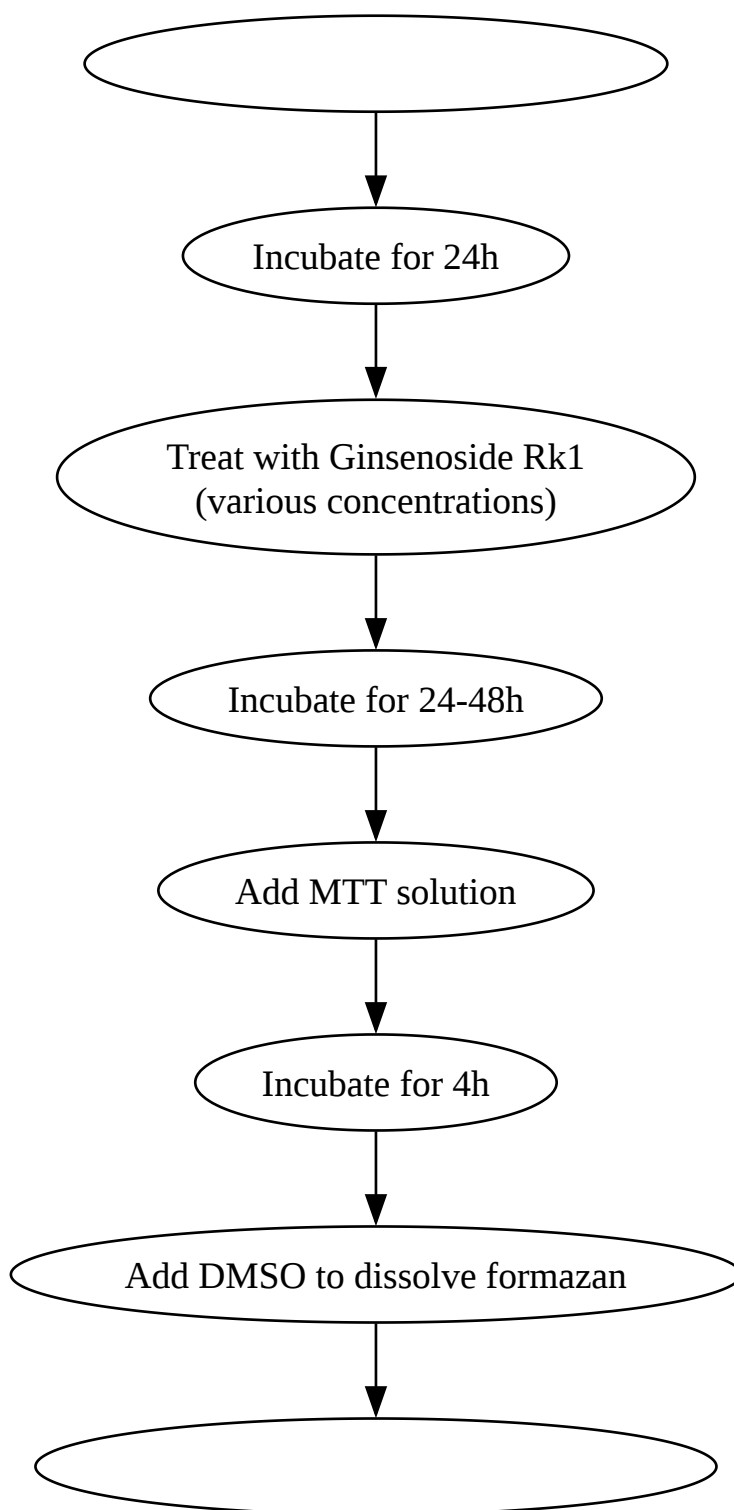 Incubate for 24h
Treat with Ginsenoside Rk1
(various concentrations)
Incubate for 24-48h
Add MTT solution
Incubate for 4h
Add DMSO to dissolve formazan